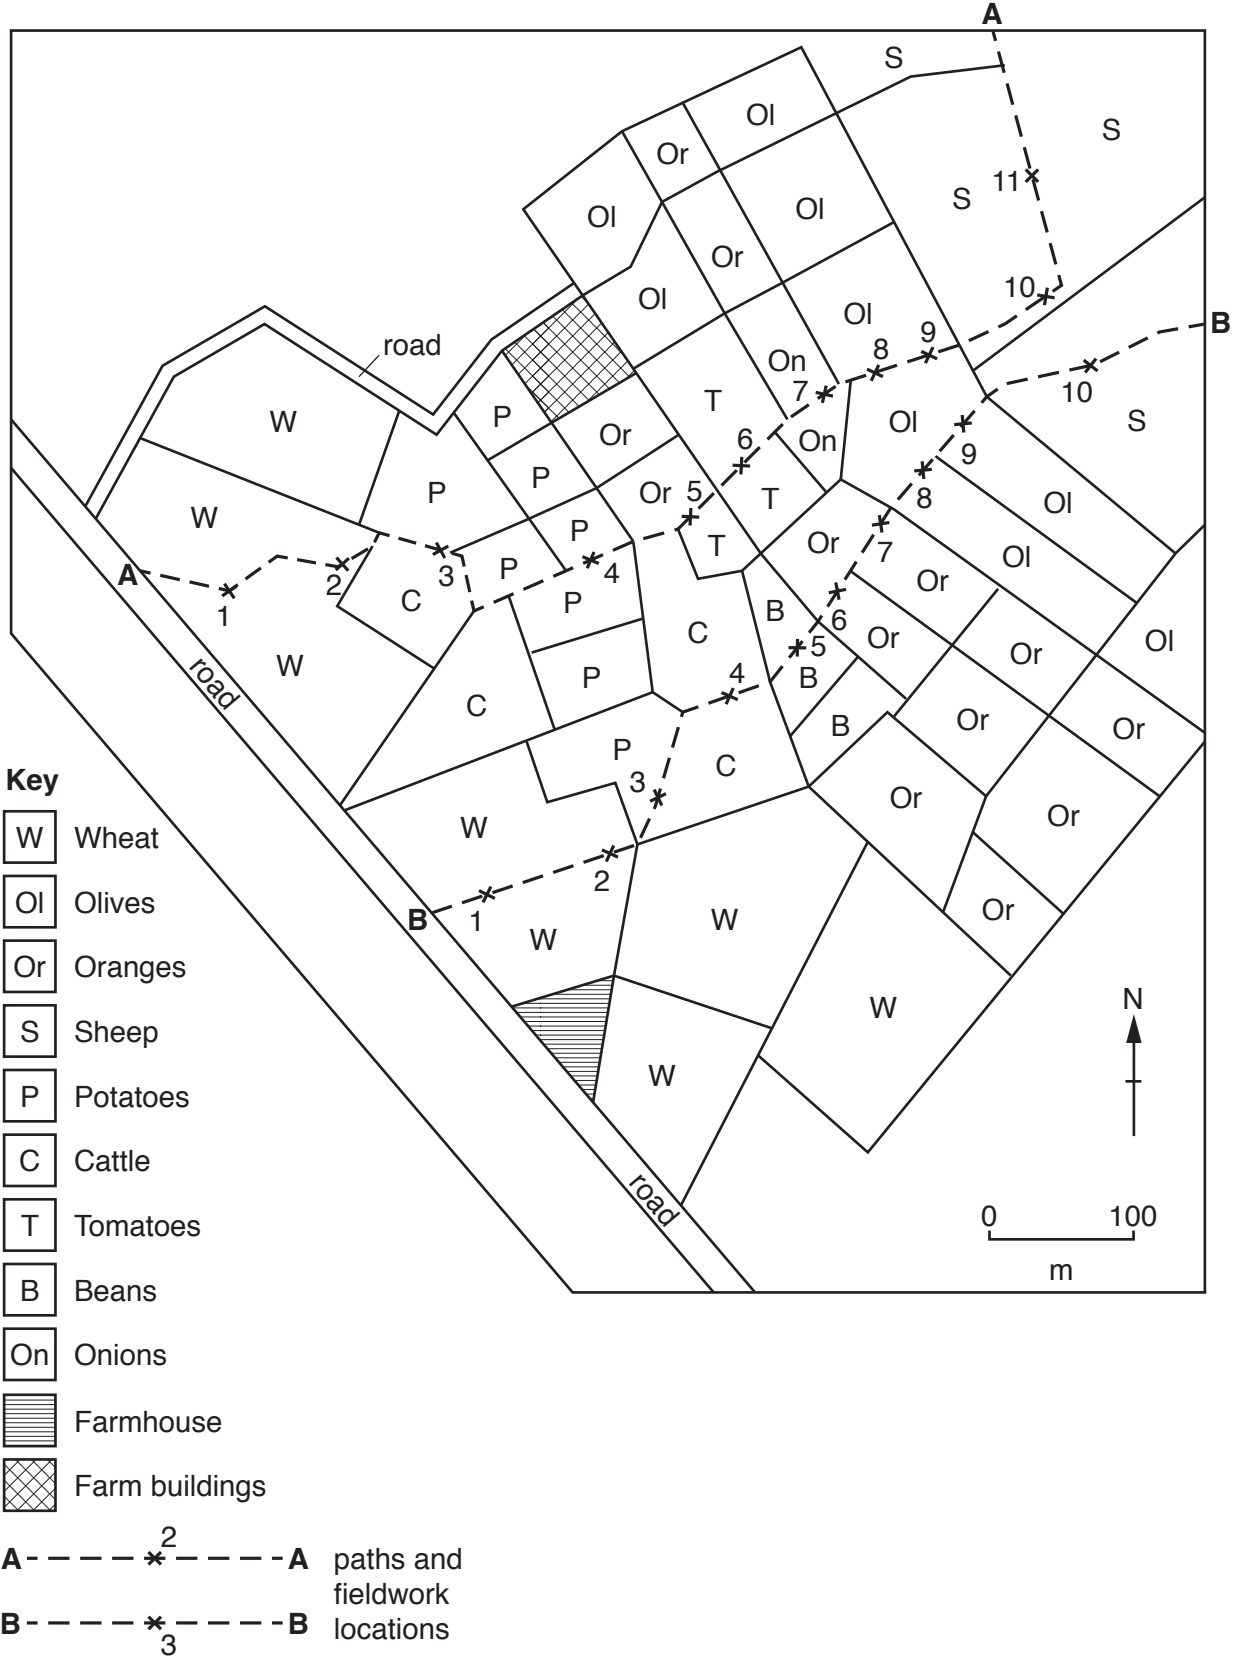 A
S
Ol
S
Or
11
S
Ol
Ol
Or
10
Ol
Ol
B
9
road
8
On
7
10
W
T
P
Ol
S
Or
On
6
9
P
Or
5
8
P
T
Ol
W
P
T
Or
7
Ol
3
P
4
A
2
Or
1
C
P
B
6
C
5
Or
Or
Ol
W
P
4
B
road
C
P
B
Or
Or
C
3
Or
Or
W
2
B
1
W
W
Or
W
W
N
road
0 100
m
Key
W Wheat
Ol Olives
Or Oranges
S Sheep
P Potatoes
C Cattle
T Tomatoes
B Beans
On Onions
Farmhouse
Farm buildings
2
A A paths and
fieldwork
B B locations
3